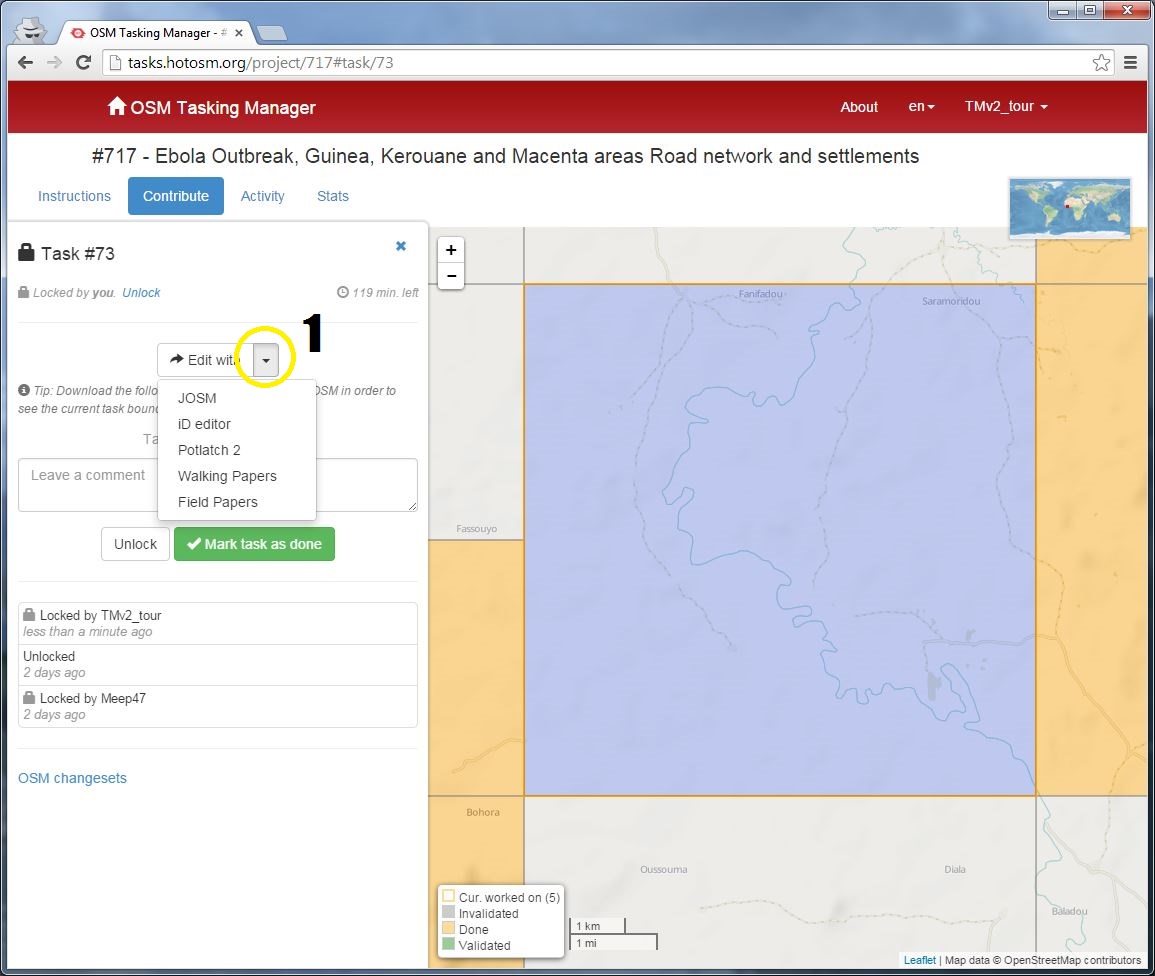 OSM Tasking Manager - #
tasks.hotosm.org/project/717#task/73
OSM Tasking Manager
About
en
TMv2_tour
#717 - Ebola Outbreak, Guinea, Kerouane and Macenta areas Road network and settlements
Instructions
Contribute
Activity
Stats
Task #73
Locked by you. Unlock
119 min. left
1
Edit with
Tip: Download the follo
OSM in order to
see the current task boun
JOSM
iD editor
Potlatch 2
Walking Papers
Field Papers
Ta
Leave a comment
Unlock
Mark task as done
Locked by TMv2_tour
less than a minute ago
Unlocked
2 days ago
Locked by Meep47
2 days ago
OSM changesets
+
−
Fanifadou
Saramoridou
Fassouyo
Bohora
Oussouma
Diala
Baladou
Cur. worked on (5)
Invalidated
Done
Validated
1 km
1 mi
Leaflet | Map data © OpenStreetMap contributors